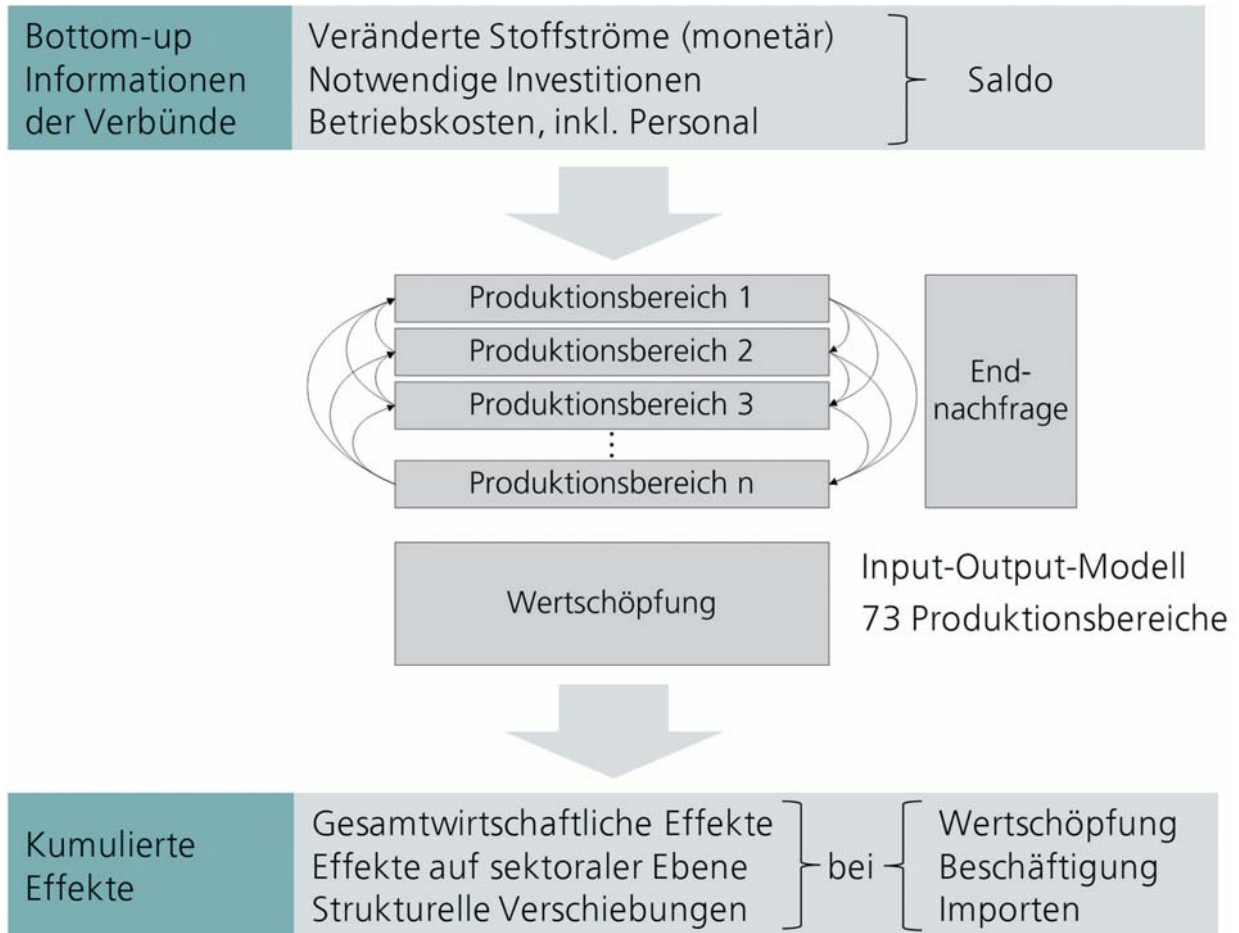 Bottom-up
Informationen
der Verbünde
Veränderte Stoffströme (monetär)
Notwendige Investitionen
Betriebskosten, inkl. Personal
Saldo
Produktionsbereich 1
Produktionsbereich 2
Produktionsbereich 3
Produktionsbereich n
End-
nachfrage
Wertschöpfung
Input-Output-Modell
73 Produktionsbereiche
Kumulierte
Effekte
Gesamtwirtschaftliche Effekte
Effekte auf sektoraler Ebene
Strukturelle Verschiebungen
bei
Wertschöpfung
Beschäftigung
Importen